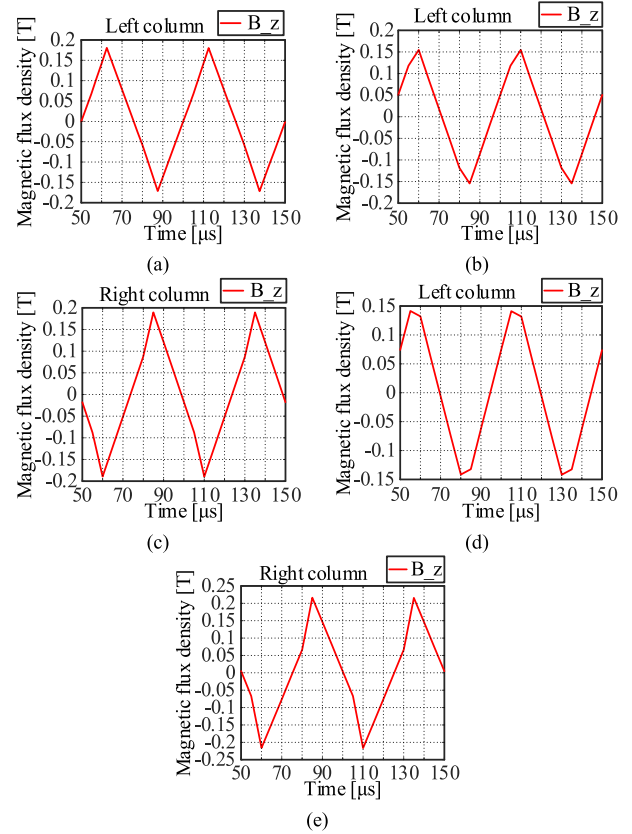 Left column
B_z
Magnetic flux density [T]
0.2
0.15
0.1
0.05
0
-0.05
-0.1
-0.15
-0.2
50 70 90 110 130 150
Time [μs]
(a)
Left column
B_z
Magnetic flux density [T]
0.2
0.15
0.1
0.05
0
-0.05
-0.1
-0.15
-0.2
50 70 90 110 130 150
Time [μs]
(b)
Right column
B_z
Magnetic flux density [T]
0.2
0.15
0.1
0.05
0
-0.05
-0.1
-0.15
-0.2
50 70 90 110 130 150
Time [μs]
(c)
Left column
B_z
Magnetic flux density [T]
0.15
0.1
0.05
0
-0.05
-0.1
-0.15
50 70 90 110 130 150
Time [μs]
(d)
Right column
B_z
Magnetic flux density [T]
0.25
0.2
0.15
0.1
0.05
0
-0.05
-0.1
-0.15
-0.2
-0.25
50 70 90 110 130 150
Time [μs]
(e)